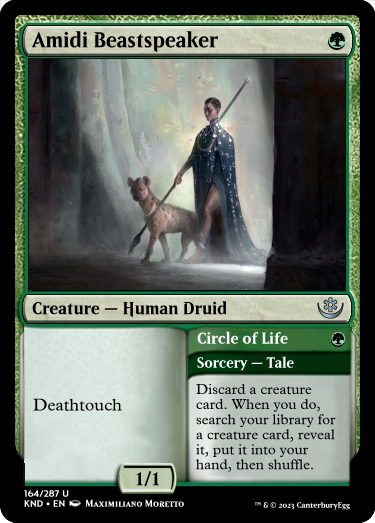 Amidi Beastspeaker
Creature — Human Druid
Deathtouch
Circle of Life
Sorcery — Tale
Discard a creature
card. When you do,
search your library for
a creature card, reveal
it, put it into your
hand, then shuffle.
1/1
164/287 U
KND • EN Maximiliano Moretto
™ & © 2023 CanterburyEgg